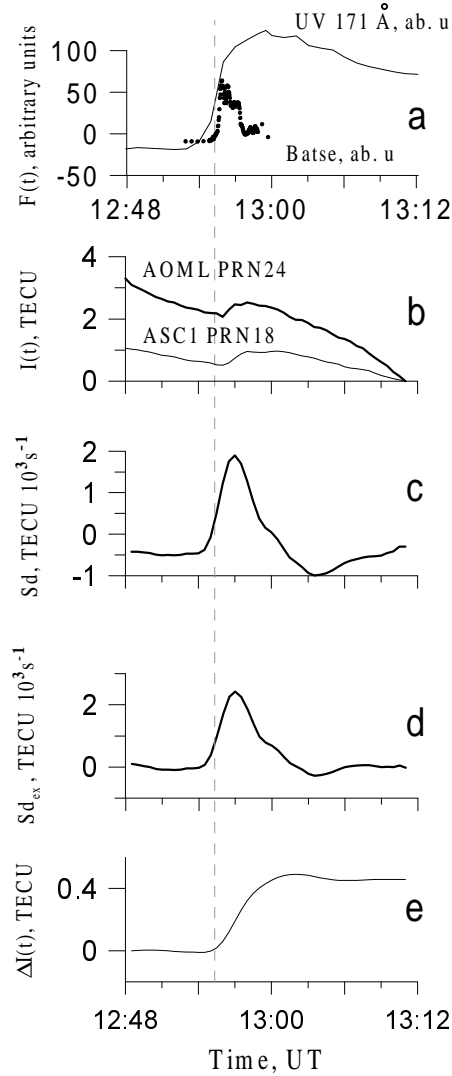 UV 171 Å, ab. u
F(t), arbitrary units
100
50
0
-50
a
Batse, ab. u
12:48
13:00
13:12
I(t), TECU
4
2
0
AOML PRN24
b
ASC1 PRN18
Sd, TECU 10³s⁻¹
2
1
0
-1
c
Sd_ex, TECU 10³s⁻¹
2
0
d
ΔI(t), TECU
0.4
0
e
12:48
13:00
13:12
Time, UT